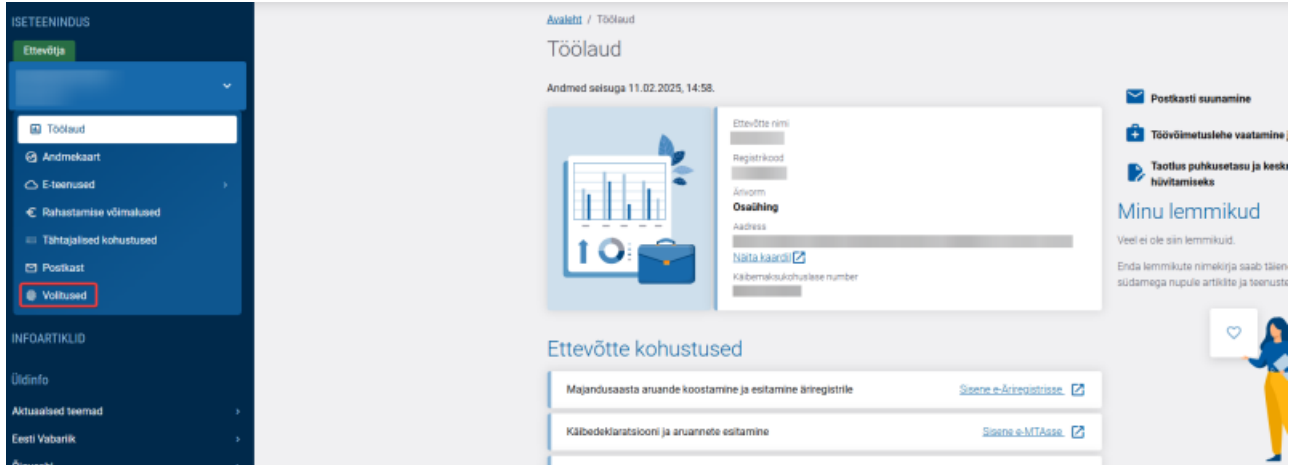 ISETEENINDUS
Ettevõtja
Töölaud
Andmekaart
E-teenused
Rahastamise võimalused
Tähtajalised kohustused
Postkast
Volitused
INFOARTIKLID
Üldinfo
Aktuaalsed teemad
Eesti Vabariik
Avaleht / Töölaud
Töölaud
Andmed seisuga 11.02.2025, 14:58.
Ettevõtte nimi
Registrikood
Ärivorm
Osaühing
Aadress
Näita kaardil
Käibemaksukohuslase number
Ettevõtte kohustused
Majandusaasta aruande koostamine ja esitamine äriregistrile Sisene e-Äriregistrisse
Käibedeklaratsiooni ja aruannete esitamine Sisene e-MTAsse
Postkasti suunamine
Töövõimetuslehe vaatamine j
Taotlus puhkusetasu ja kesk
hüvitamiseks
Minu lemmikud
Veel ei ole siin lemmikuid.
Enda lemmikute nimekirja saab täien
südamega nupule artiklite ja teenuste